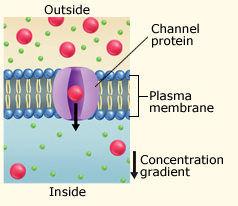 Outside
Channel
protein
Plasma
membrane
Concentration
gradient
Inside